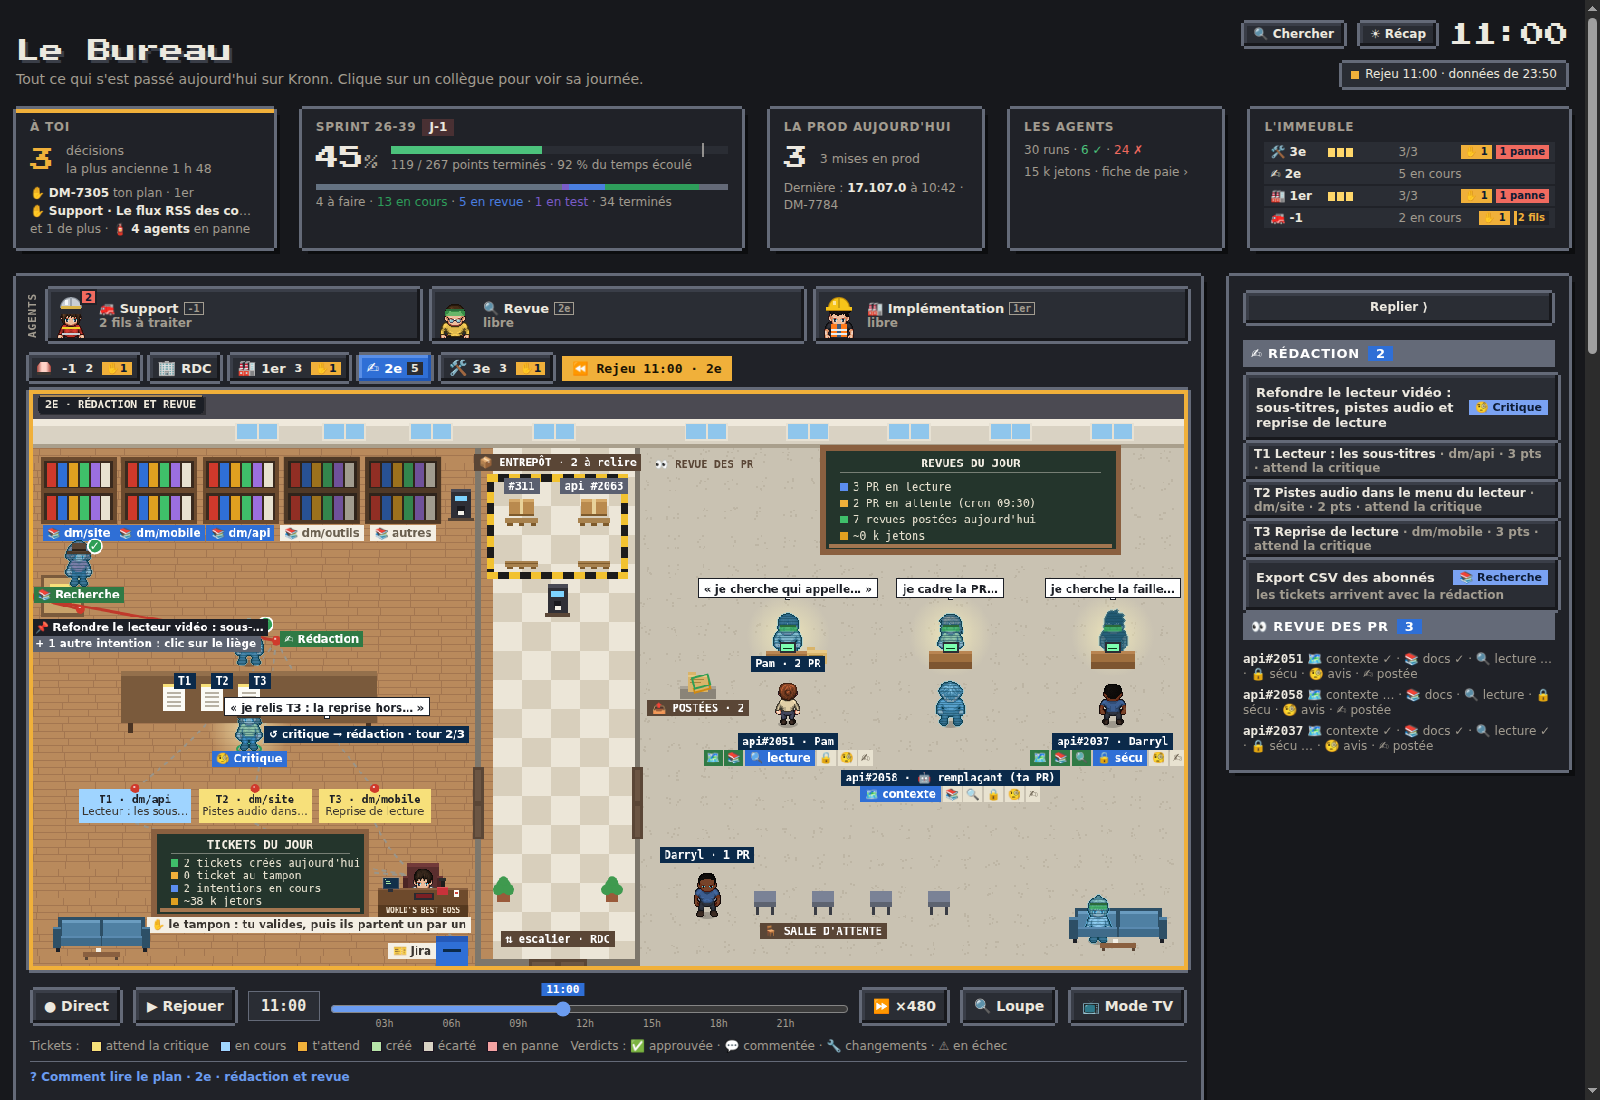 Le Bureau
Tout ce qui s'est passé aujourd'hui sur Kronn. Clique sur un collègue pour voir sa journée.
🔍 Chercher
☀ Récap
11:00
Rejeu 11:00 · données de 23:50
À TOI
3 décisions
la plus ancienne 1 h 48
✋ DM-7305 ton plan · 1er
✋ Support · Le flux RSS des co…
et 1 de plus · 🧯 4 agents en panne
SPRINT 26-39 J-1
45%
119 / 267 points terminés · 92 % du temps écoulé
4 à faire · 13 en cours · 5 en revue · 1 en test · 34 terminés
LA PROD AUJOURD'HUI
3 3 mises en prod
Dernière : 17.107.0 à 10:42 ·
DM-7784
LES AGENTS
30 runs · 6 ✓ · 24 ✗
15 k jetons · fiche de paie ›
L'IMMEUBLE
🛠 3e 3/3 ✋ 1 1 panne
✍ 2e 5 en cours
🏭 1er 3/3 ✋ 1 1 panne
🚒 -1 2 en cours ✋ 1 2 fils
AGENTS
2
🚒 Support -1
2 fils à traiter
🔍 Revue 2e
libre
🏭 Implémentation 1er
libre
-1 2 ✋1
🏢 RDC
🏭 1er 3 ✋1
✍ 2e 5
🛠 3e 3 ✋1
⏪ Rejeu 11:00 · 2e
2E · RÉDACTION ET REVUE
📦 ENTREPÔT · 2 à relire
#311
api #2063
👀 REVUE DES PR
REVUES DU JOUR
3 PR en lecture
2 PR en attente (cron 09:30)
7 revues postées aujourd'hui
~0 k jetons
📚 dm/site
📚 dm/mobile
📚 dm/api
📚 dm/outils
📚 autres
📚 Recherche
📌 Refondre le lecteur vidéo : sous-…
+ 1 autre intention : clic sur le liège
✍ Rédaction
T1
T2
T3
« je relis T3 : la reprise hors… »
↺ critique → rédaction · tour 2/3
🧐 Critique
T1 · dm/api
Lecteur : les sous…
T2 · dm/site
Pistes audio dans…
T3 · dm/mobile
Reprise de lecture
TICKETS DU JOUR
2 tickets créés aujourd'hui
0 ticket au tampon
2 intentions en cours
~38 k jetons
WORLD'S BEST BOSS
✋ le tampon : tu valides, puis ils partent un par un
🎫 Jira
⇅ escalier · RDC
« je cherche qui appelle… »
je cadre la PR…
je cherche la faille…
Pam · 2 PR
📤 POSTÉES · 2
api#2051 · Pam
🔍 lecture
api#2058 · 🤖 remplaçant (ta PR)
🗺 contexte
api#2037 · Darryl
🔒 sécu
Darryl · 1 PR
🪑 SALLE D'ATTENTE
Replier ⟩
✍ RÉDACTION 2
Refondre le lecteur vidéo :
sous-titres, pistes audio et
reprise de lecture
🧐 Critique
T1 Lecteur : les sous-titres · dm/api · 3 pts
· attend la critique
T2 Pistes audio dans le menu du lecteur ·
dm/site · 2 pts · attend la critique
T3 Reprise de lecture · dm/mobile · 3 pts ·
attend la critique
Export CSV des abonnés
📚 Recherche
les tickets arrivent avec la rédaction
👀 REVUE DES PR 3
api#2051 🗺 contexte ✓ · 📚 docs ✓ · 🔍 lecture …
· 🔒 sécu · 🧐 avis · ✍ postée
api#2058 🗺 contexte … · 📚 docs · 🔍 lecture · 🔒
sécu · 🧐 avis · ✍ postée
api#2037 🗺 contexte ✓ · 📚 docs ✓ · 🔍 lecture ✓
· 🔒 sécu … · 🧐 avis · ✍ postée
● Direct
▶ Rejouer
11:00
11:00
03h 06h 09h 12h 15h 18h 21h
⏩ ×480
🔍 Loupe
📺 Mode TV
Tickets : attend la critique en cours t'attend créé écarté en panne Verdicts : ✅ approuvée · 💬 commentée · 🔧 changements · ⚠ en échec
? Comment lire le plan · 2e · rédaction et revue